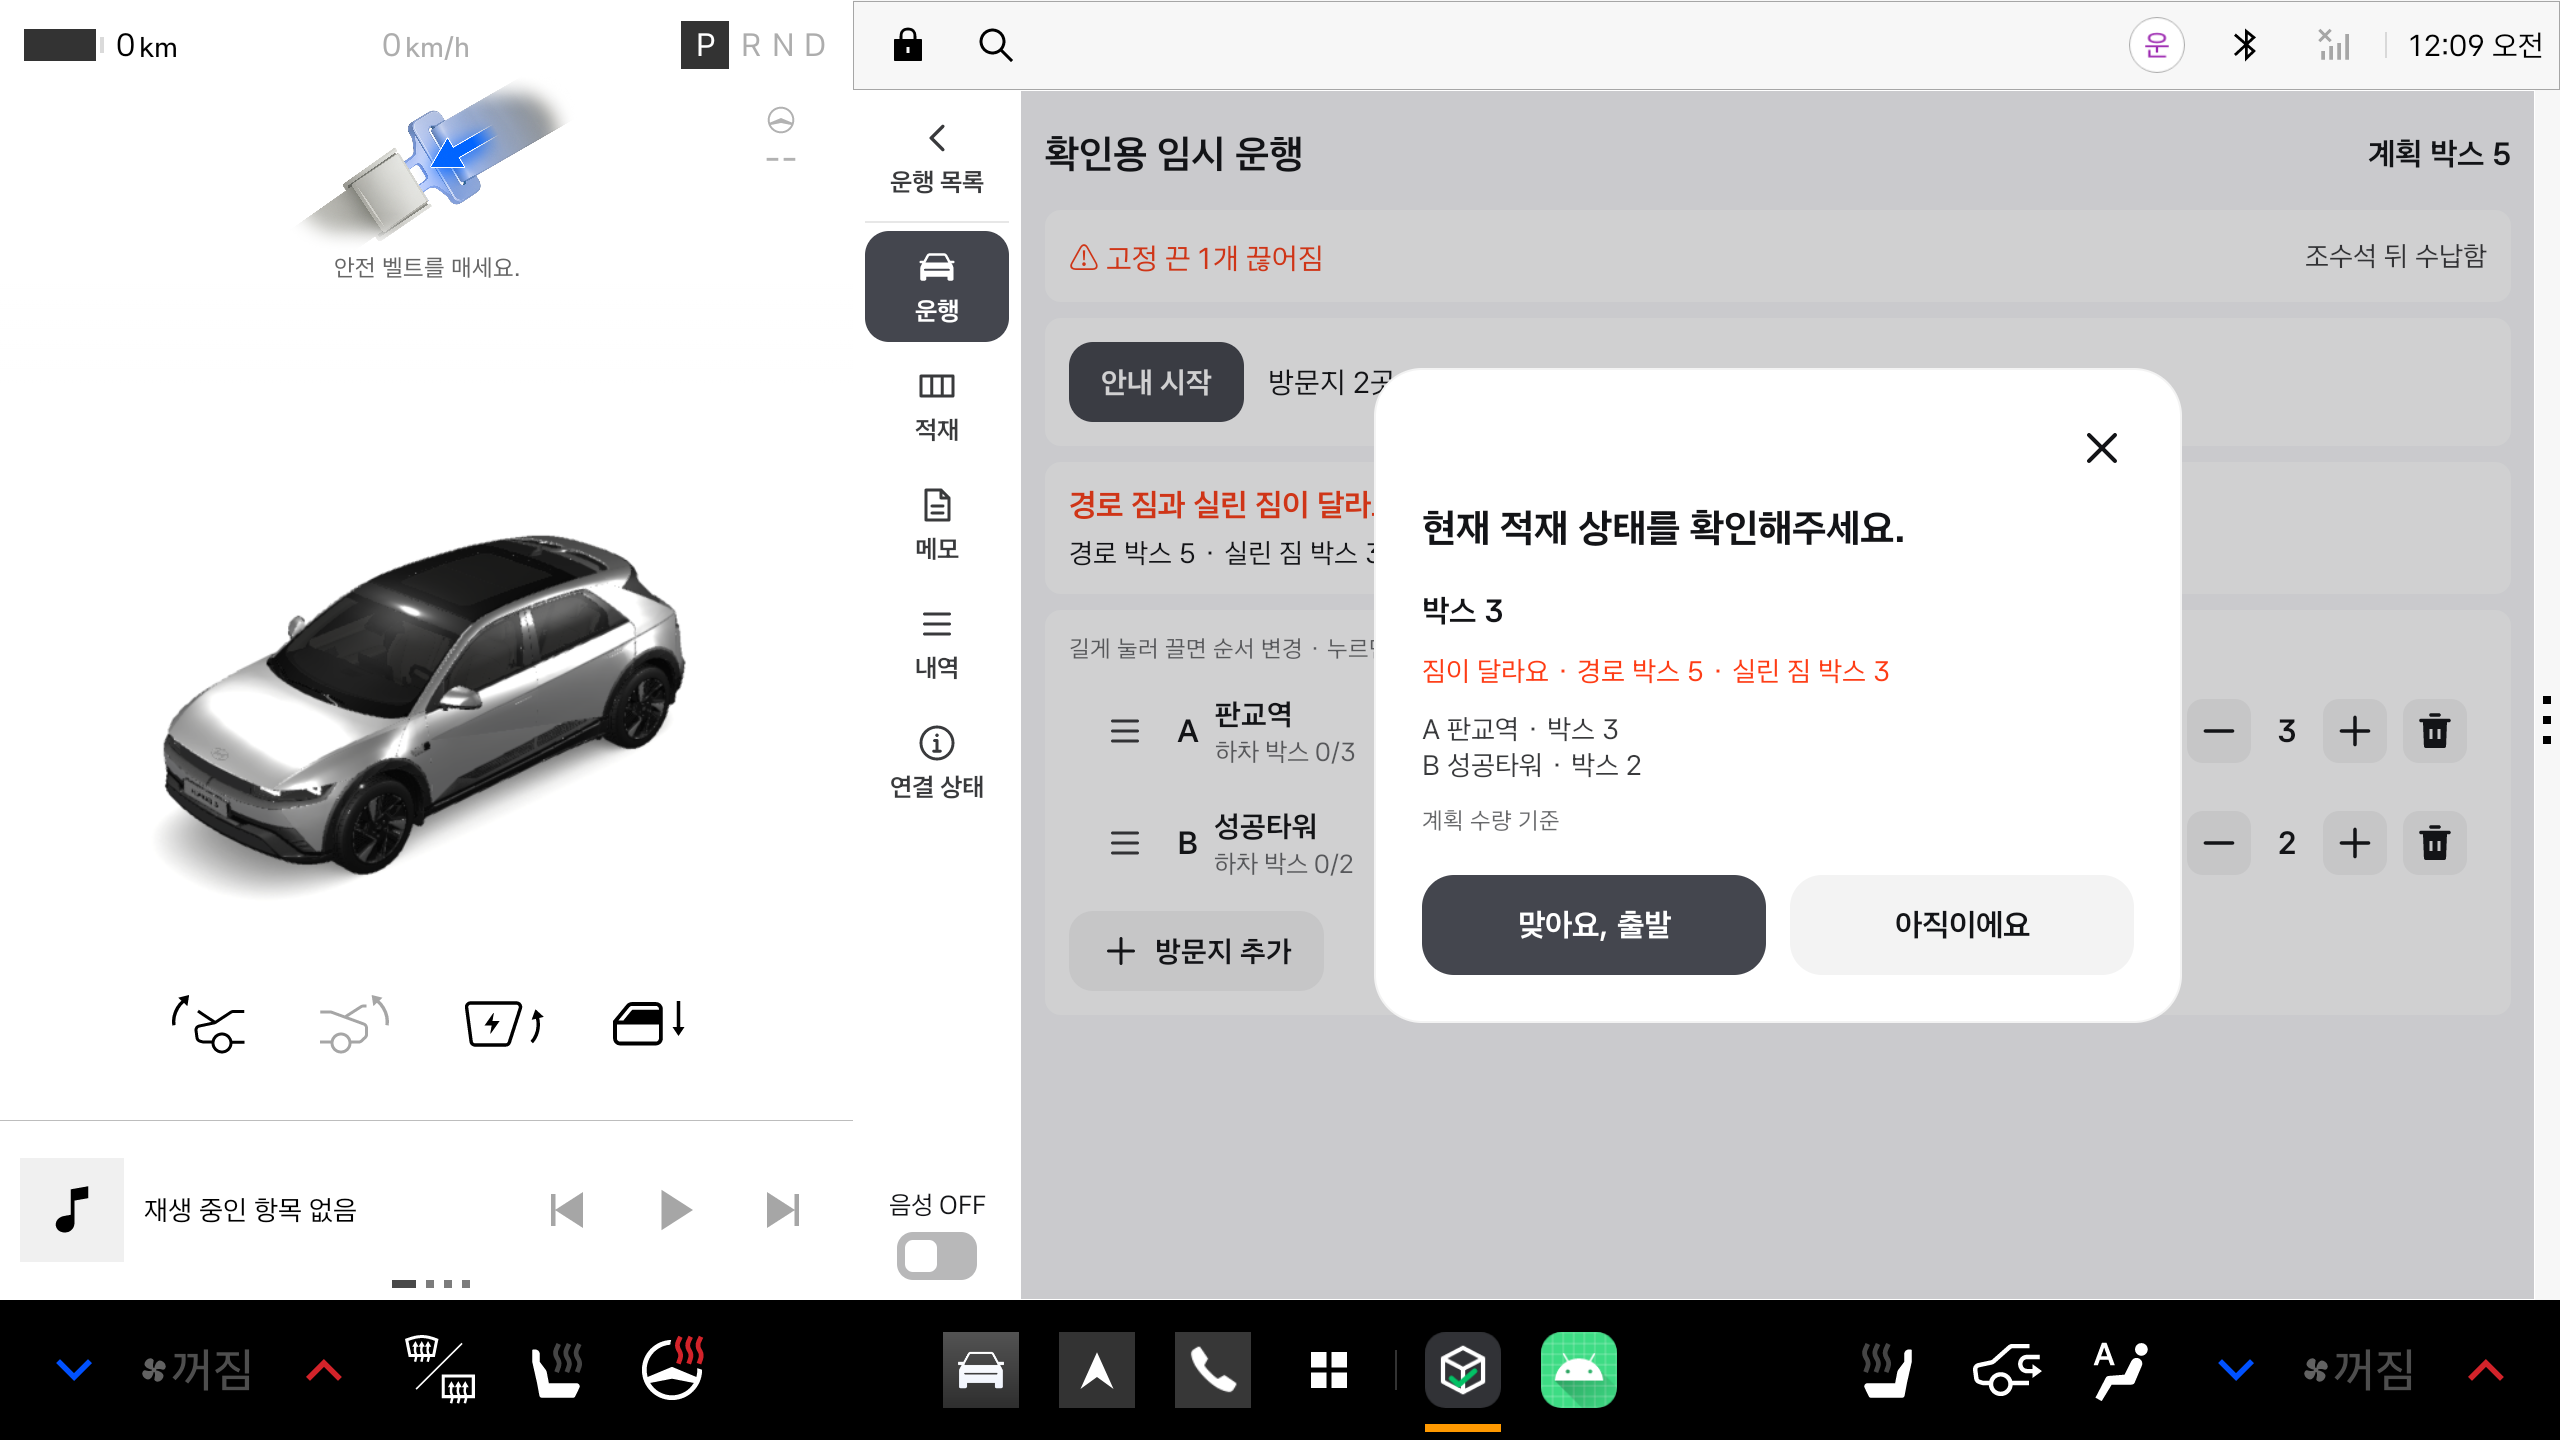 0 km
0 km/h
P R N D
운
12:09 오전
안전 벨트를 매세요.
운행 목록
운행
적재
메모
내역
연결 상태
음성 OFF
확인용 임시 운행
계획 박스 5
고정 끈 1개 끊어짐
조수석 뒤 수납함
안내 시작
방문지 2곳
경로 짐과 실린 짐이 달라
경로 박스 5 · 실린 짐 박스 3
길게 눌러 끌면 순서 변경 · 누르
A 판교역
하차 박스 0/3
3
B 성공타워
하차 박스 0/2
2
방문지 추가
현재 적재 상태를 확인해주세요.
박스 3
짐이 달라요 · 경로 박스 5 · 실린 짐 박스 3
A 판교역 · 박스 3
B 성공타워 · 박스 2
계획 수량 기준
맞아요, 출발
아직이에요
재생 중인 항목 없음
꺼짐
A
꺼짐